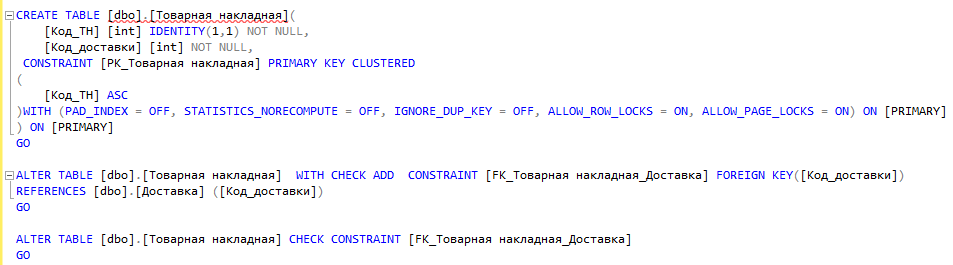 CREATE TABLE [dbo].[Товарная накладная](
[Код_ТН] [int] IDENTITY(1,1) NOT NULL,
[Код_доставки] [int] NOT NULL,
CONSTRAINT [PK_Товарная накладная] PRIMARY KEY CLUSTERED
(
[Код_ТН] ASC
)WITH (PAD_INDEX = OFF, STATISTICS_NORECOMPUTE = OFF, IGNORE_DUP_KEY = OFF, ALLOW_ROW_LOCKS = ON, ALLOW_PAGE_LOCKS = ON) ON [PRIMARY]
) ON [PRIMARY]
GO
ALTER TABLE [dbo].[Товарная накладная]  WITH CHECK ADD  CONSTRAINT [FK_Товарная накладная_Доставка] FOREIGN KEY([Код_доставки])
REFERENCES [dbo].[Доставка] ([Код_доставки])
GO
ALTER TABLE [dbo].[Товарная накладная] CHECK CONSTRAINT [FK_Товарная накладная_Доставка]
GO